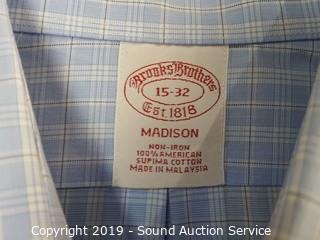 Brooks Brothers
15-32
Est. 1818
MADISON
NON-IRON
100% AMERICAN
SUPIMA COTTON
MADE IN MALAYSIA
Copyright 2019 - Sound Auction Service